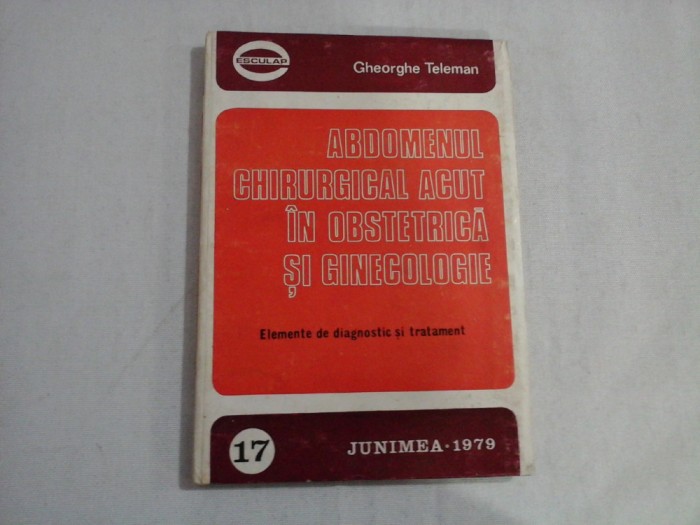 ESCULAP
Gheorghe Teleman
ABDOMENUL
CHIRURGICAL ACUT
ÎN OBSTETRICĂ
ȘI GINECOLOGIE
Elemente de diagnostic și tratament
17
JUNIMEA·1979